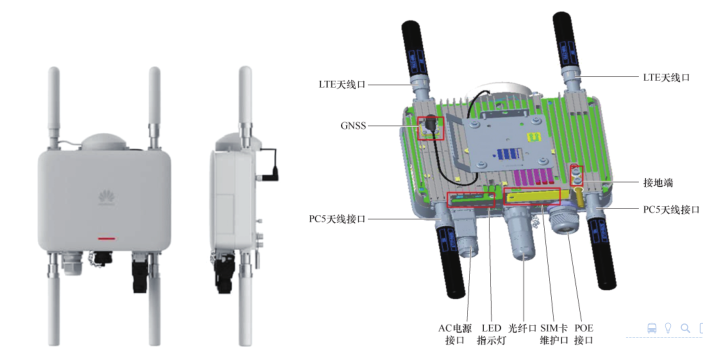 LTE天线口
LTE天线口
GNSS
接地端
PC5天线接口
PC5天线接口
AC电源
接口
LED
指示灯
光纤口
SIM卡
维护口
POE
接口